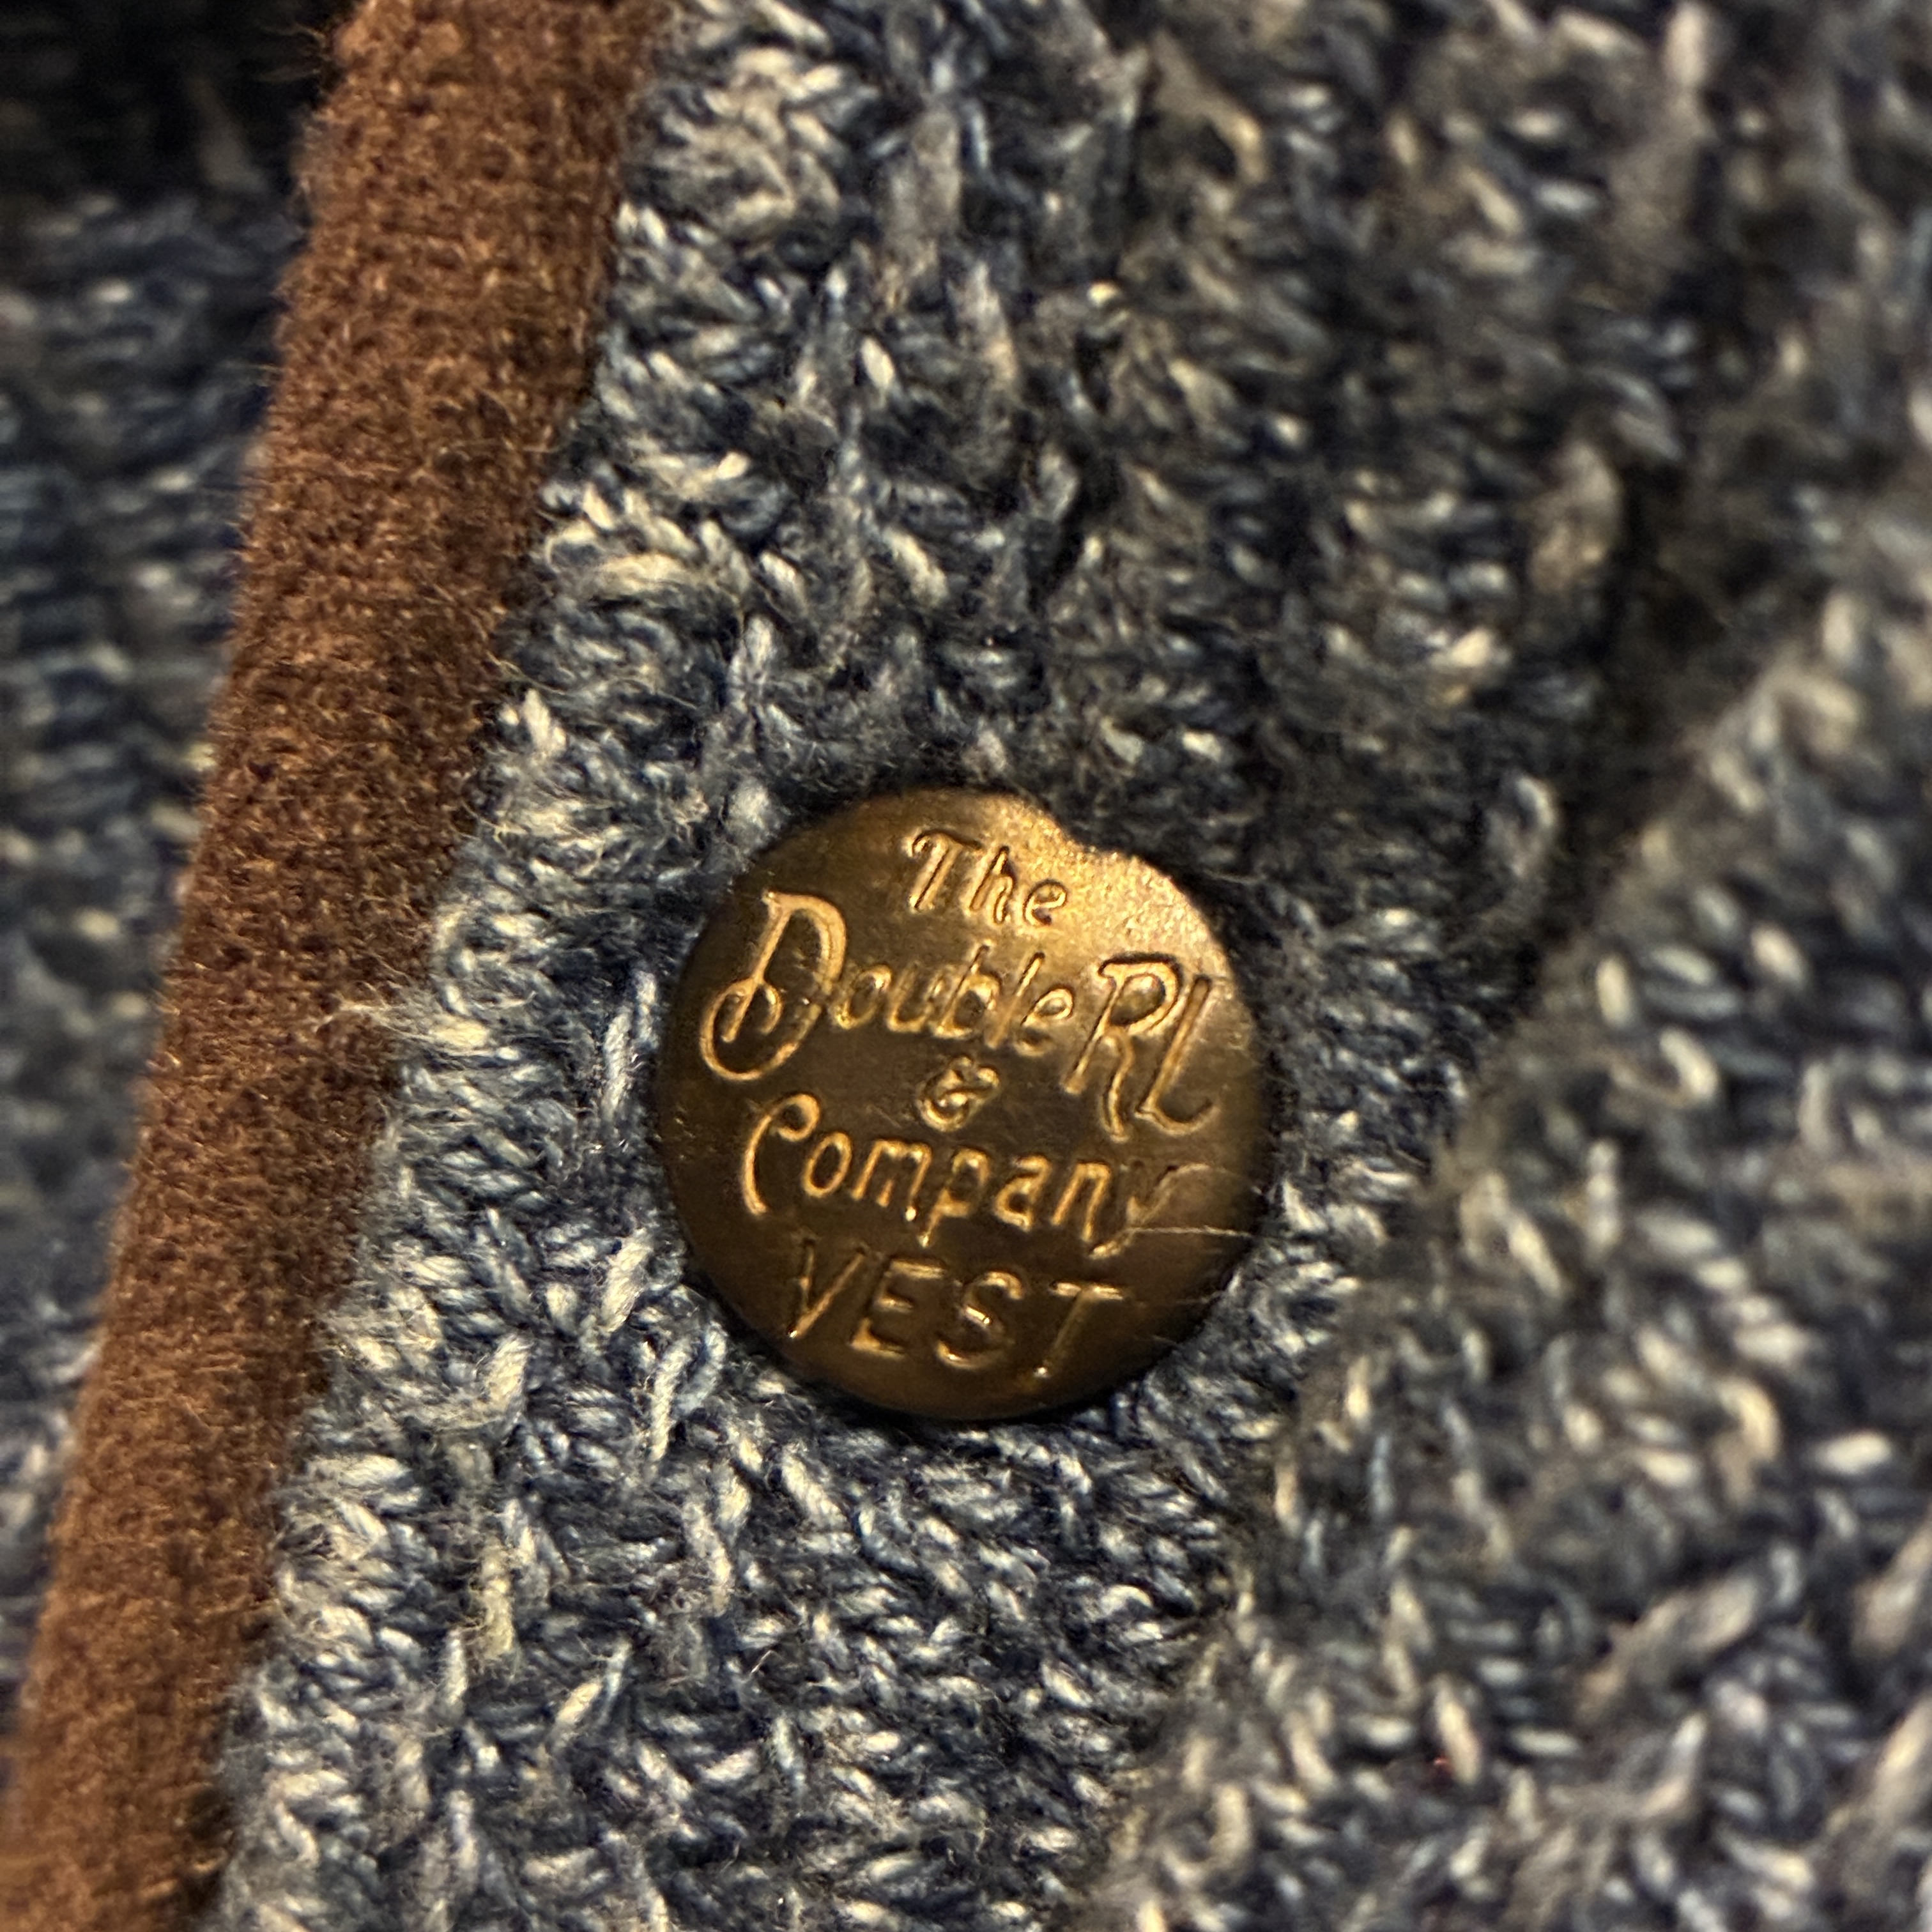 The
Double RL
&
Company
VEST